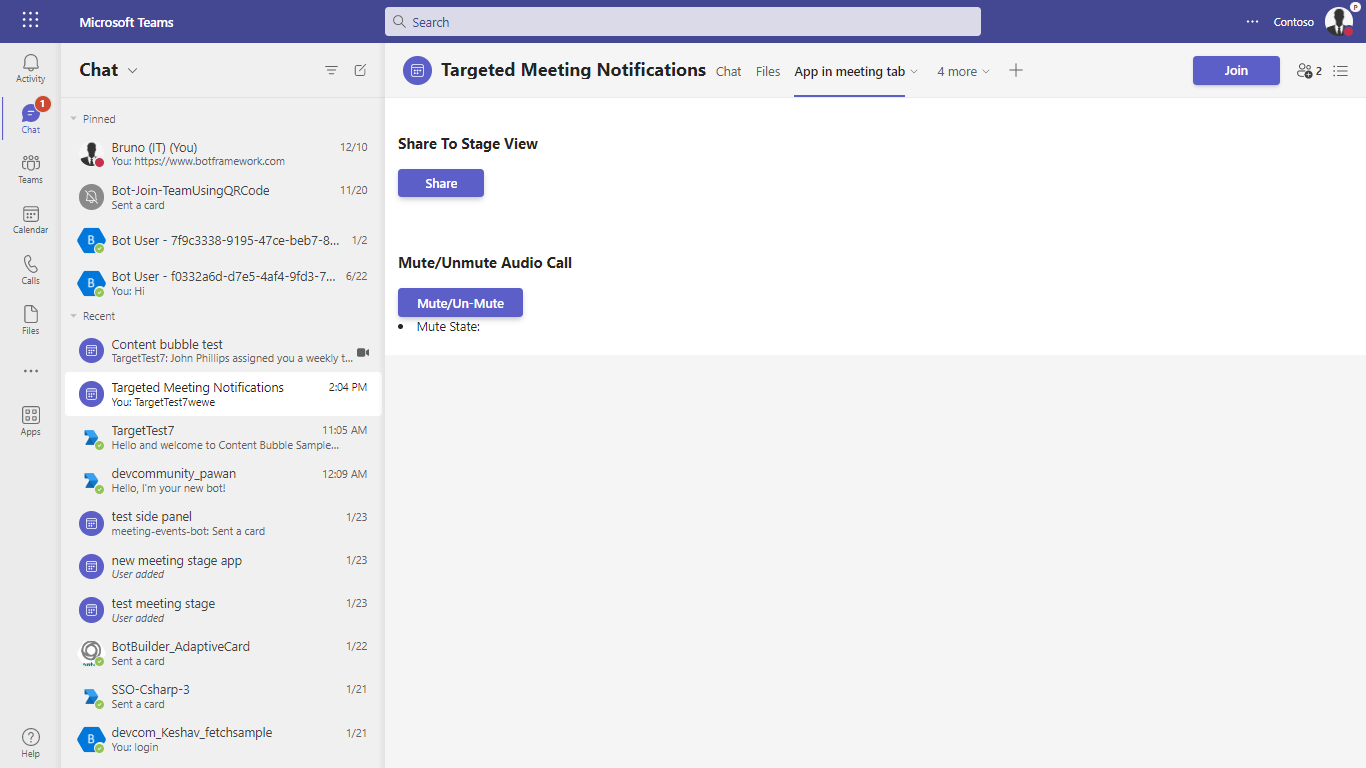 Microsoft Teams
Search
Contoso
P
Activity
Chat
1
Teams
Calendar
Calls
Files
Apps
Help
Chat
Pinned
Bruno (IT) (You) 12/10
You: https://www.botframework.com
Bot-Join-TeamUsingQRCode 11/20
Sent a card
B
Bot User - 7f9c3338-9195-47ce-beb7-8... 1/2
B
Bot User - f0332a6d-d7e5-4af4-9fd3-7... 6/22
You: Hi
Recent
Content bubble test
TargetTest7: John Phillips assigned you a weekly t...
Targeted Meeting Notifications 2:04 PM
You: TargetTest7wewe
TargetTest7 11:05 AM
Hello and welcome to Content Bubble Sample...
devcommunity_pawan 12:09 AM
Hello, I'm your new bot!
test side panel 1/23
meeting-events-bot: Sent a card
new meeting stage app 1/23
User added
test meeting stage 1/23
User added
BotBuilder_AdaptiveCard 1/22
Sent a card
SSO-Csharp-3 1/21
Sent a card
B
devcom_Keshav_fetchsample 1/21
You: login
Targeted Meeting Notifications Chat Files App in meeting tab 4 more
Join
2
Share To Stage View
Share
Mute/Unmute Audio Call
Mute/Un-Mute
• Mute State: